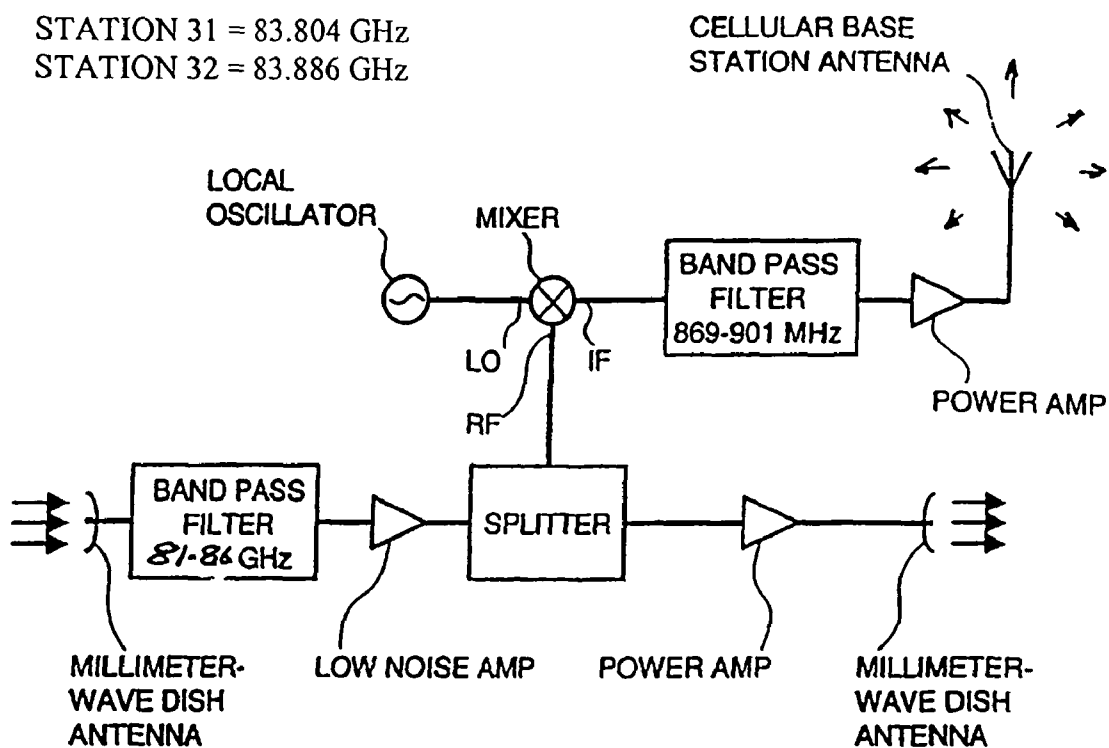 STATION 31 = 83.804 GHz
STATION 32 = 83.886 GHz
CELLULAR BASE
STATION ANTENNA
LOCAL
OSCILLATOR
MIXER
BAND PASS
FILTER
869-901 MHz
LO
IF
RF
POWER AMP
BAND PASS
FILTER
81-86 GHz
SPLITTER
MILLIMETER-
WAVE DISH
ANTENNA
LOW NOISE AMP
POWER AMP
MILLIMETER-
WAVE DISH
ANTENNA